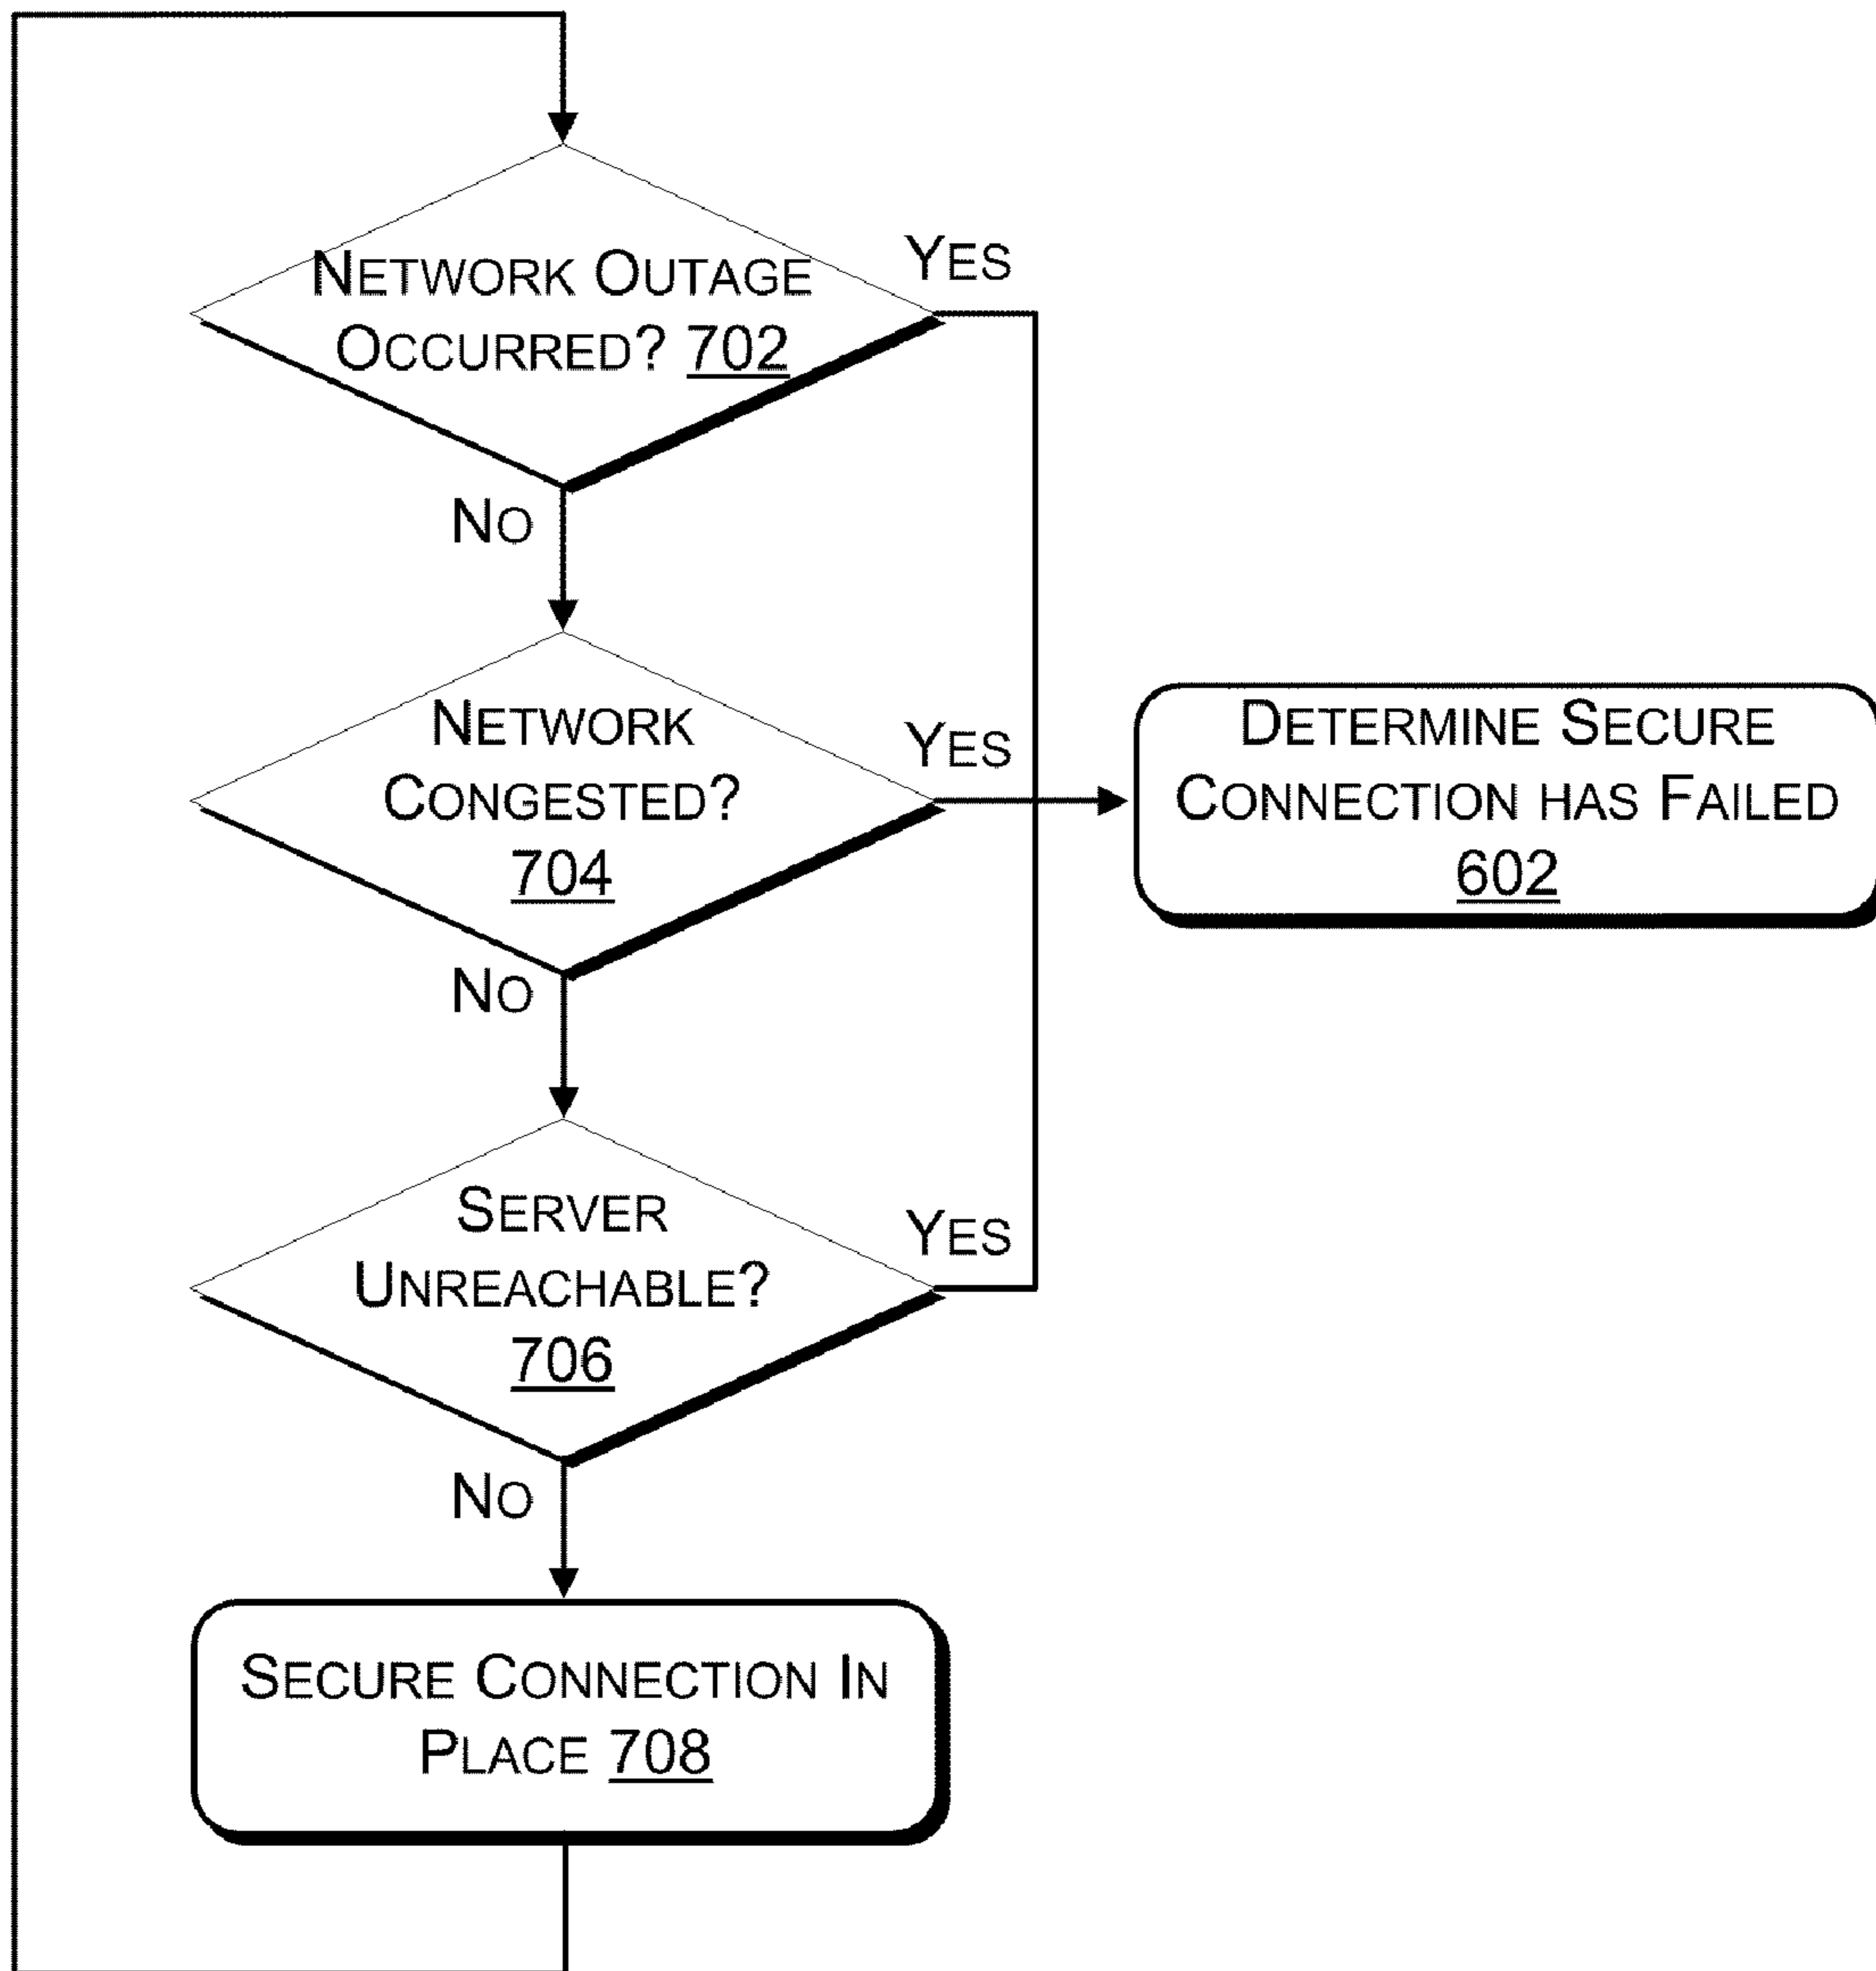 Network Outage
Occurred? 702
Yes
No
Network
Congested?
704
Yes
Determine Secure
Connection has Failed
602
No
Server
Unreachable?
706
Yes
No
Secure Connection In
Place 708